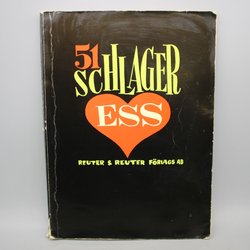 51
SCHLAGER
ESS
REUTER & REUTER FÖRLAGS AB